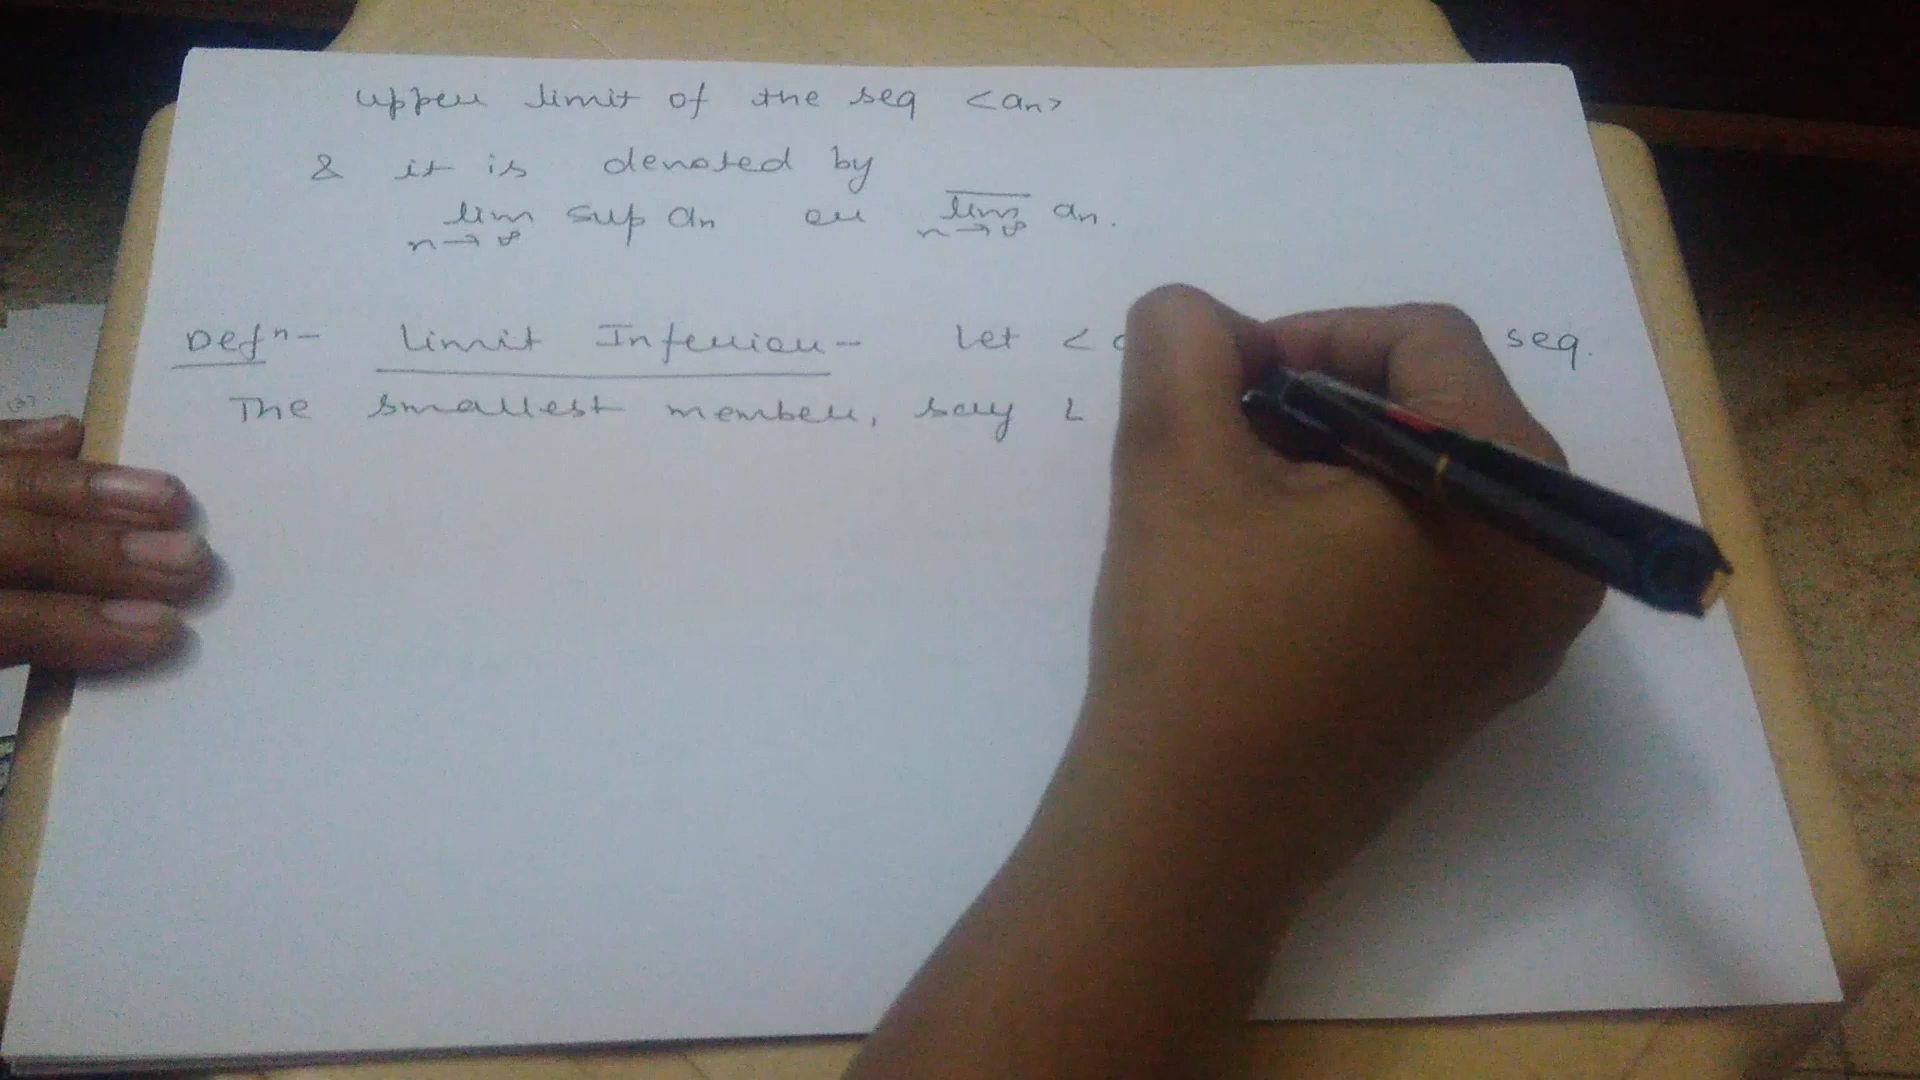 upper limit of the seq <an>
& it is denoted by
lim sup an or lim an.
n→∞ n→∞
Defn- Limit Inferior- Let < seq.
The smallest member, say L